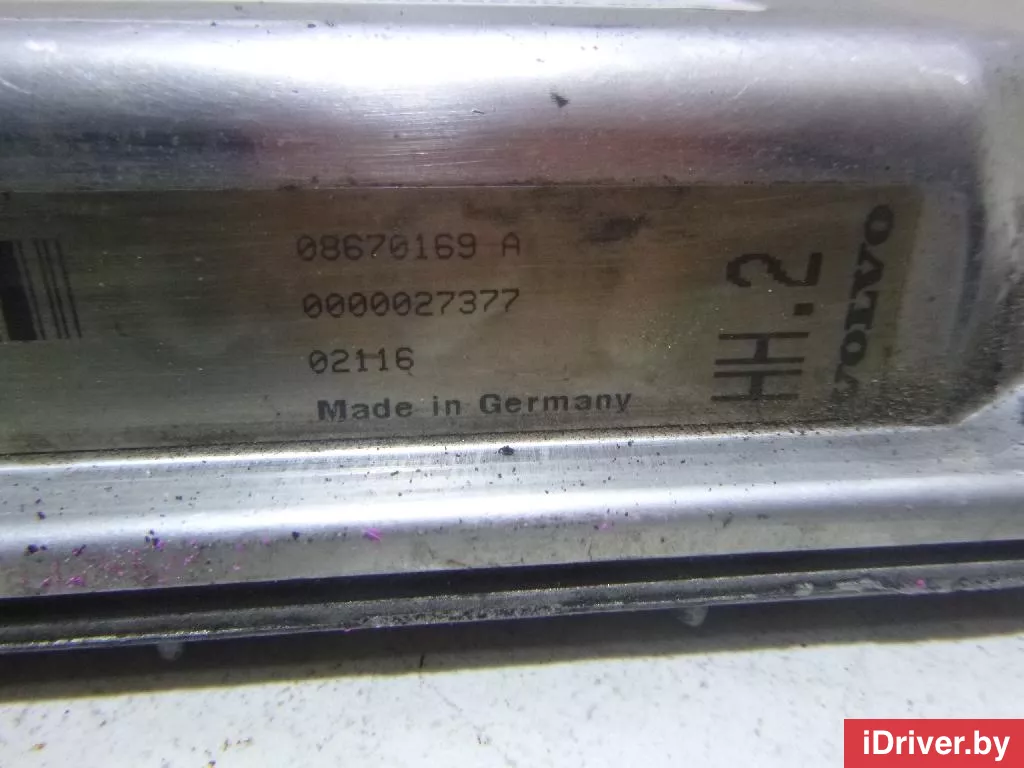 08670169 A
0000027377
02116
Made in Germany
HH.2
VOLVO
iDriver.by